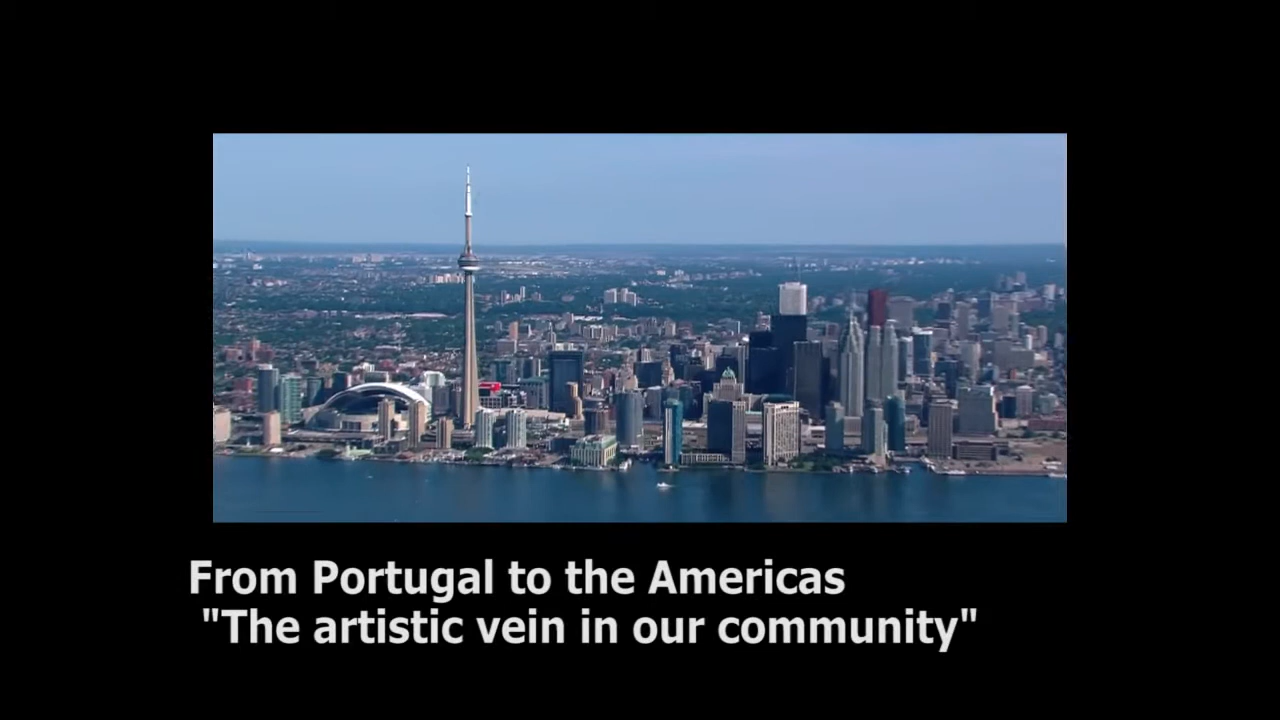 From Portugal to the Americas
"The artistic vein in our community"